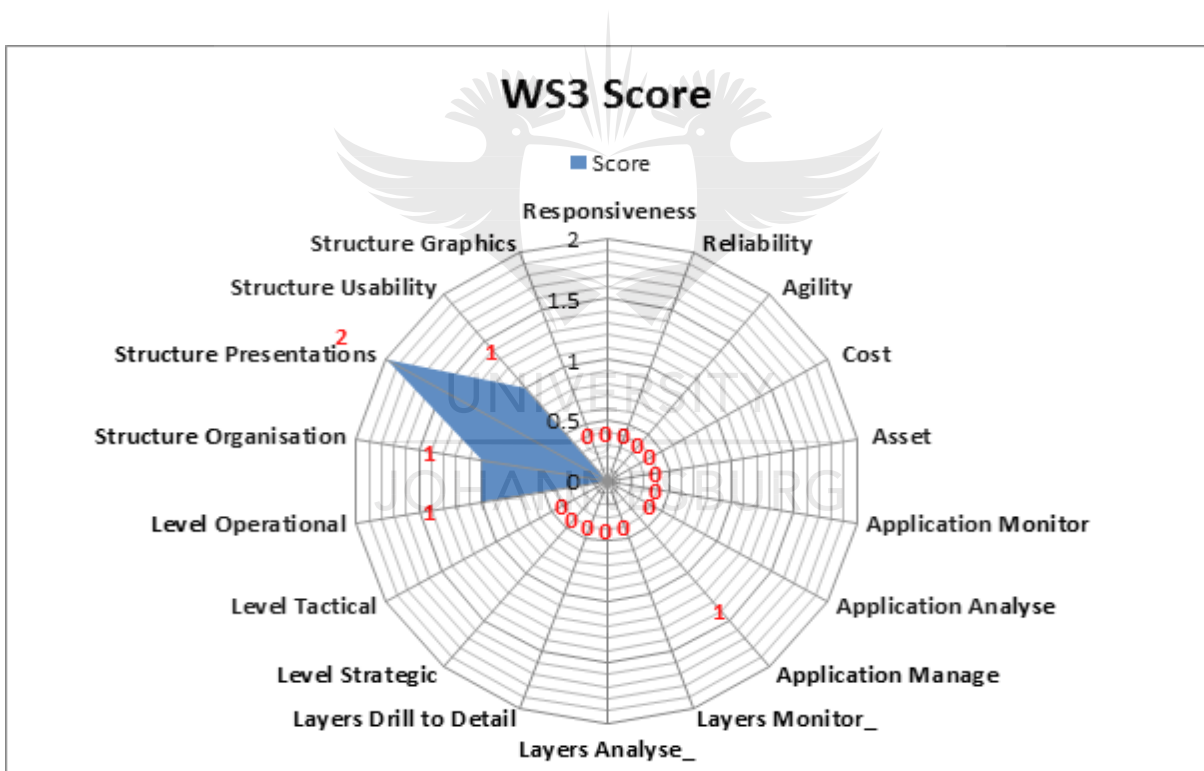 WS3 Score
Score
Responsiveness
Reliability
Agility
Cost
Asset
Application Monitor
Application Analyse
Application Manage
Layers Monitor_
Layers Analyse_
Layers Drill to Detail
Level Strategic
Level Tactical
Level Operational
Structure Organisation
Structure Presentations
Structure Usability
Structure Graphics
2
1.5
1
0.5
0
0
0
0
0
0
0
0
1
0
0
0
0
0
1
1
2
1
0
UNIVERSITY
JOHANNESBURG